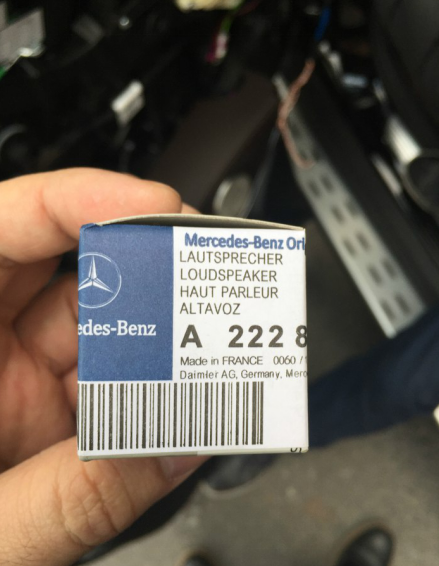 Mercedes-Benz Ori
LAUTSPRECHER
LOUDSPEAKER
HAUT PARLEUR
ALTAVOZ
edes-Benz
A 222 8
Made in FRANCE 0060 /
Daimler AG, Germany, Merc